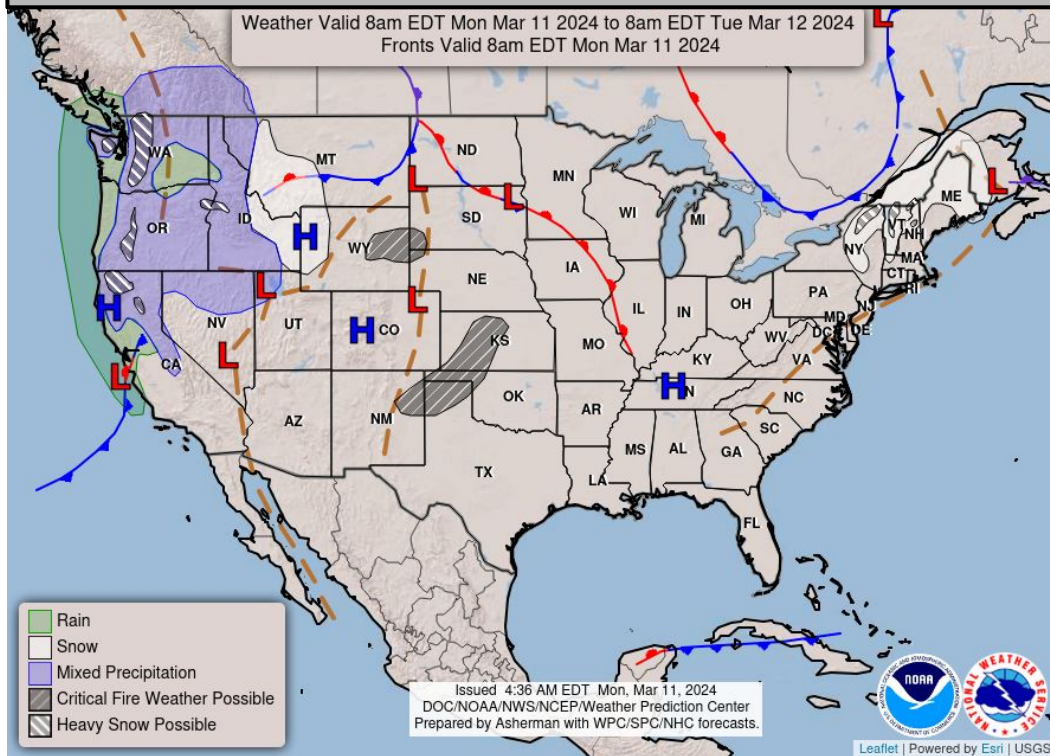 Weather Valid 8am EDT Mon Mar 11 2024 to 8am EDT Tue Mar 12 2024
Fronts Valid 8am EDT Mon Mar 11 2024
L
WA
MT
ND
MN
ME
L
L
L
OR
ID
SD
WI
MI
VT
NH
NY
MA
CT
RI
H
WY
H
L
L
NE
IA
PA
NJ
OH
MD
DE
DC
IL
IN
WV
NV
UT
H
CO
KS
MO
KY
VA
L
CA
L
H
N
NC
AZ
NM
OK
AR
SC
TX
MS
AL
GA
LA
FL
Rain
Snow
Mixed Precipitation
Critical Fire Weather Possible
Heavy Snow Possible
Issued 4:36 AM EDT Mon, Mar 11, 2024
DOC/NOAA/NWS/NCEP/Weather Prediction Center
Prepared by Asherman with WPC/SPC/NHC forecasts.
NOAA
NATIONAL WEATHER SERVICE
Leaflet | Powered by Esri | USGS